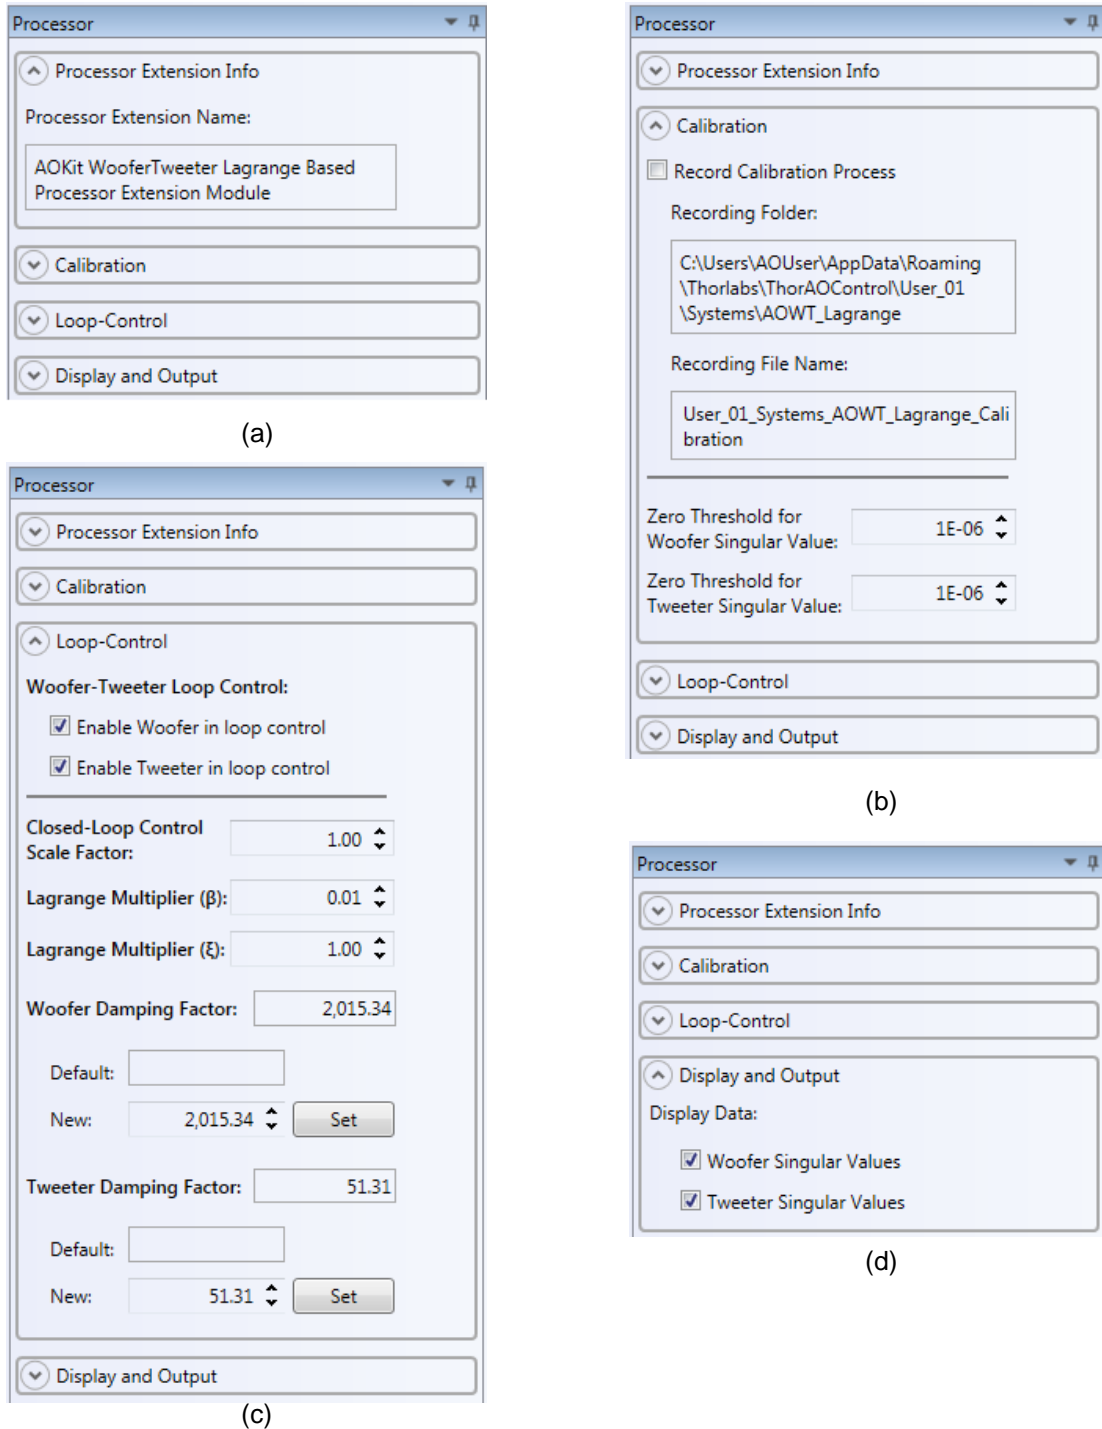 Processor
Processor Extension Info
Processor Extension Name:
AOKit WooferTweeter Lagrange Based
Processor Extension Module
Calibration
Loop-Control
Display and Output
(a)
Processor
Processor Extension Info
Calibration
Record Calibration Process
Recording Folder:
C:\Users\AOUser\AppData\Roaming
\Thorlabs\ThorAOControl\User_01
\Systems\AOWT_Lagrange
Recording File Name:
User_01_Systems_AOWT_Lagrange_Cali
bration
Zero Threshold for
Woofer Singular Value:
1E-06
Zero Threshold for
Tweeter Singular Value:
1E-06
Loop-Control
Display and Output
(b)
Processor
Processor Extension Info
Calibration
Loop-Control
Woofer-Tweeter Loop Control:
Enable Woofer in loop control
Enable Tweeter in loop control
Closed-Loop Control
Scale Factor:
1.00
Lagrange Multiplier (β): 0.01
Lagrange Multiplier (ξ): 1.00
Woofer Damping Factor: 2,015.34
Default:
New: 2,015.34 Set
Tweeter Damping Factor: 51.31
Default:
New: 51.31 Set
Display and Output
(c)
Processor
Processor Extension Info
Calibration
Loop-Control
Display and Output
Display Data:
Woofer Singular Values
Tweeter Singular Values
(d)